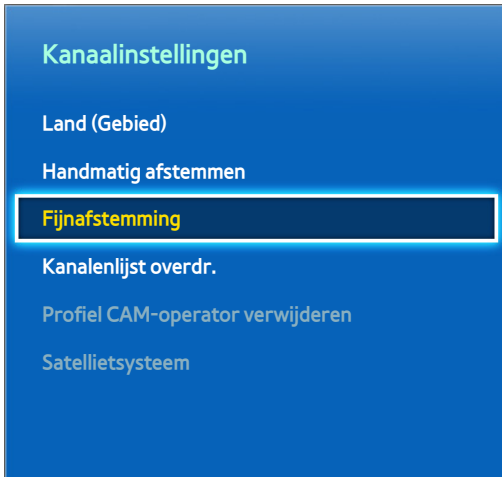 Kanaalinstellingen
Land (Gebied)
Handmatig afstemmen
Fijnafstemming
Kanalenlijst overdr.
Profiel CAM-operator verwijderen
Satellietsysteem